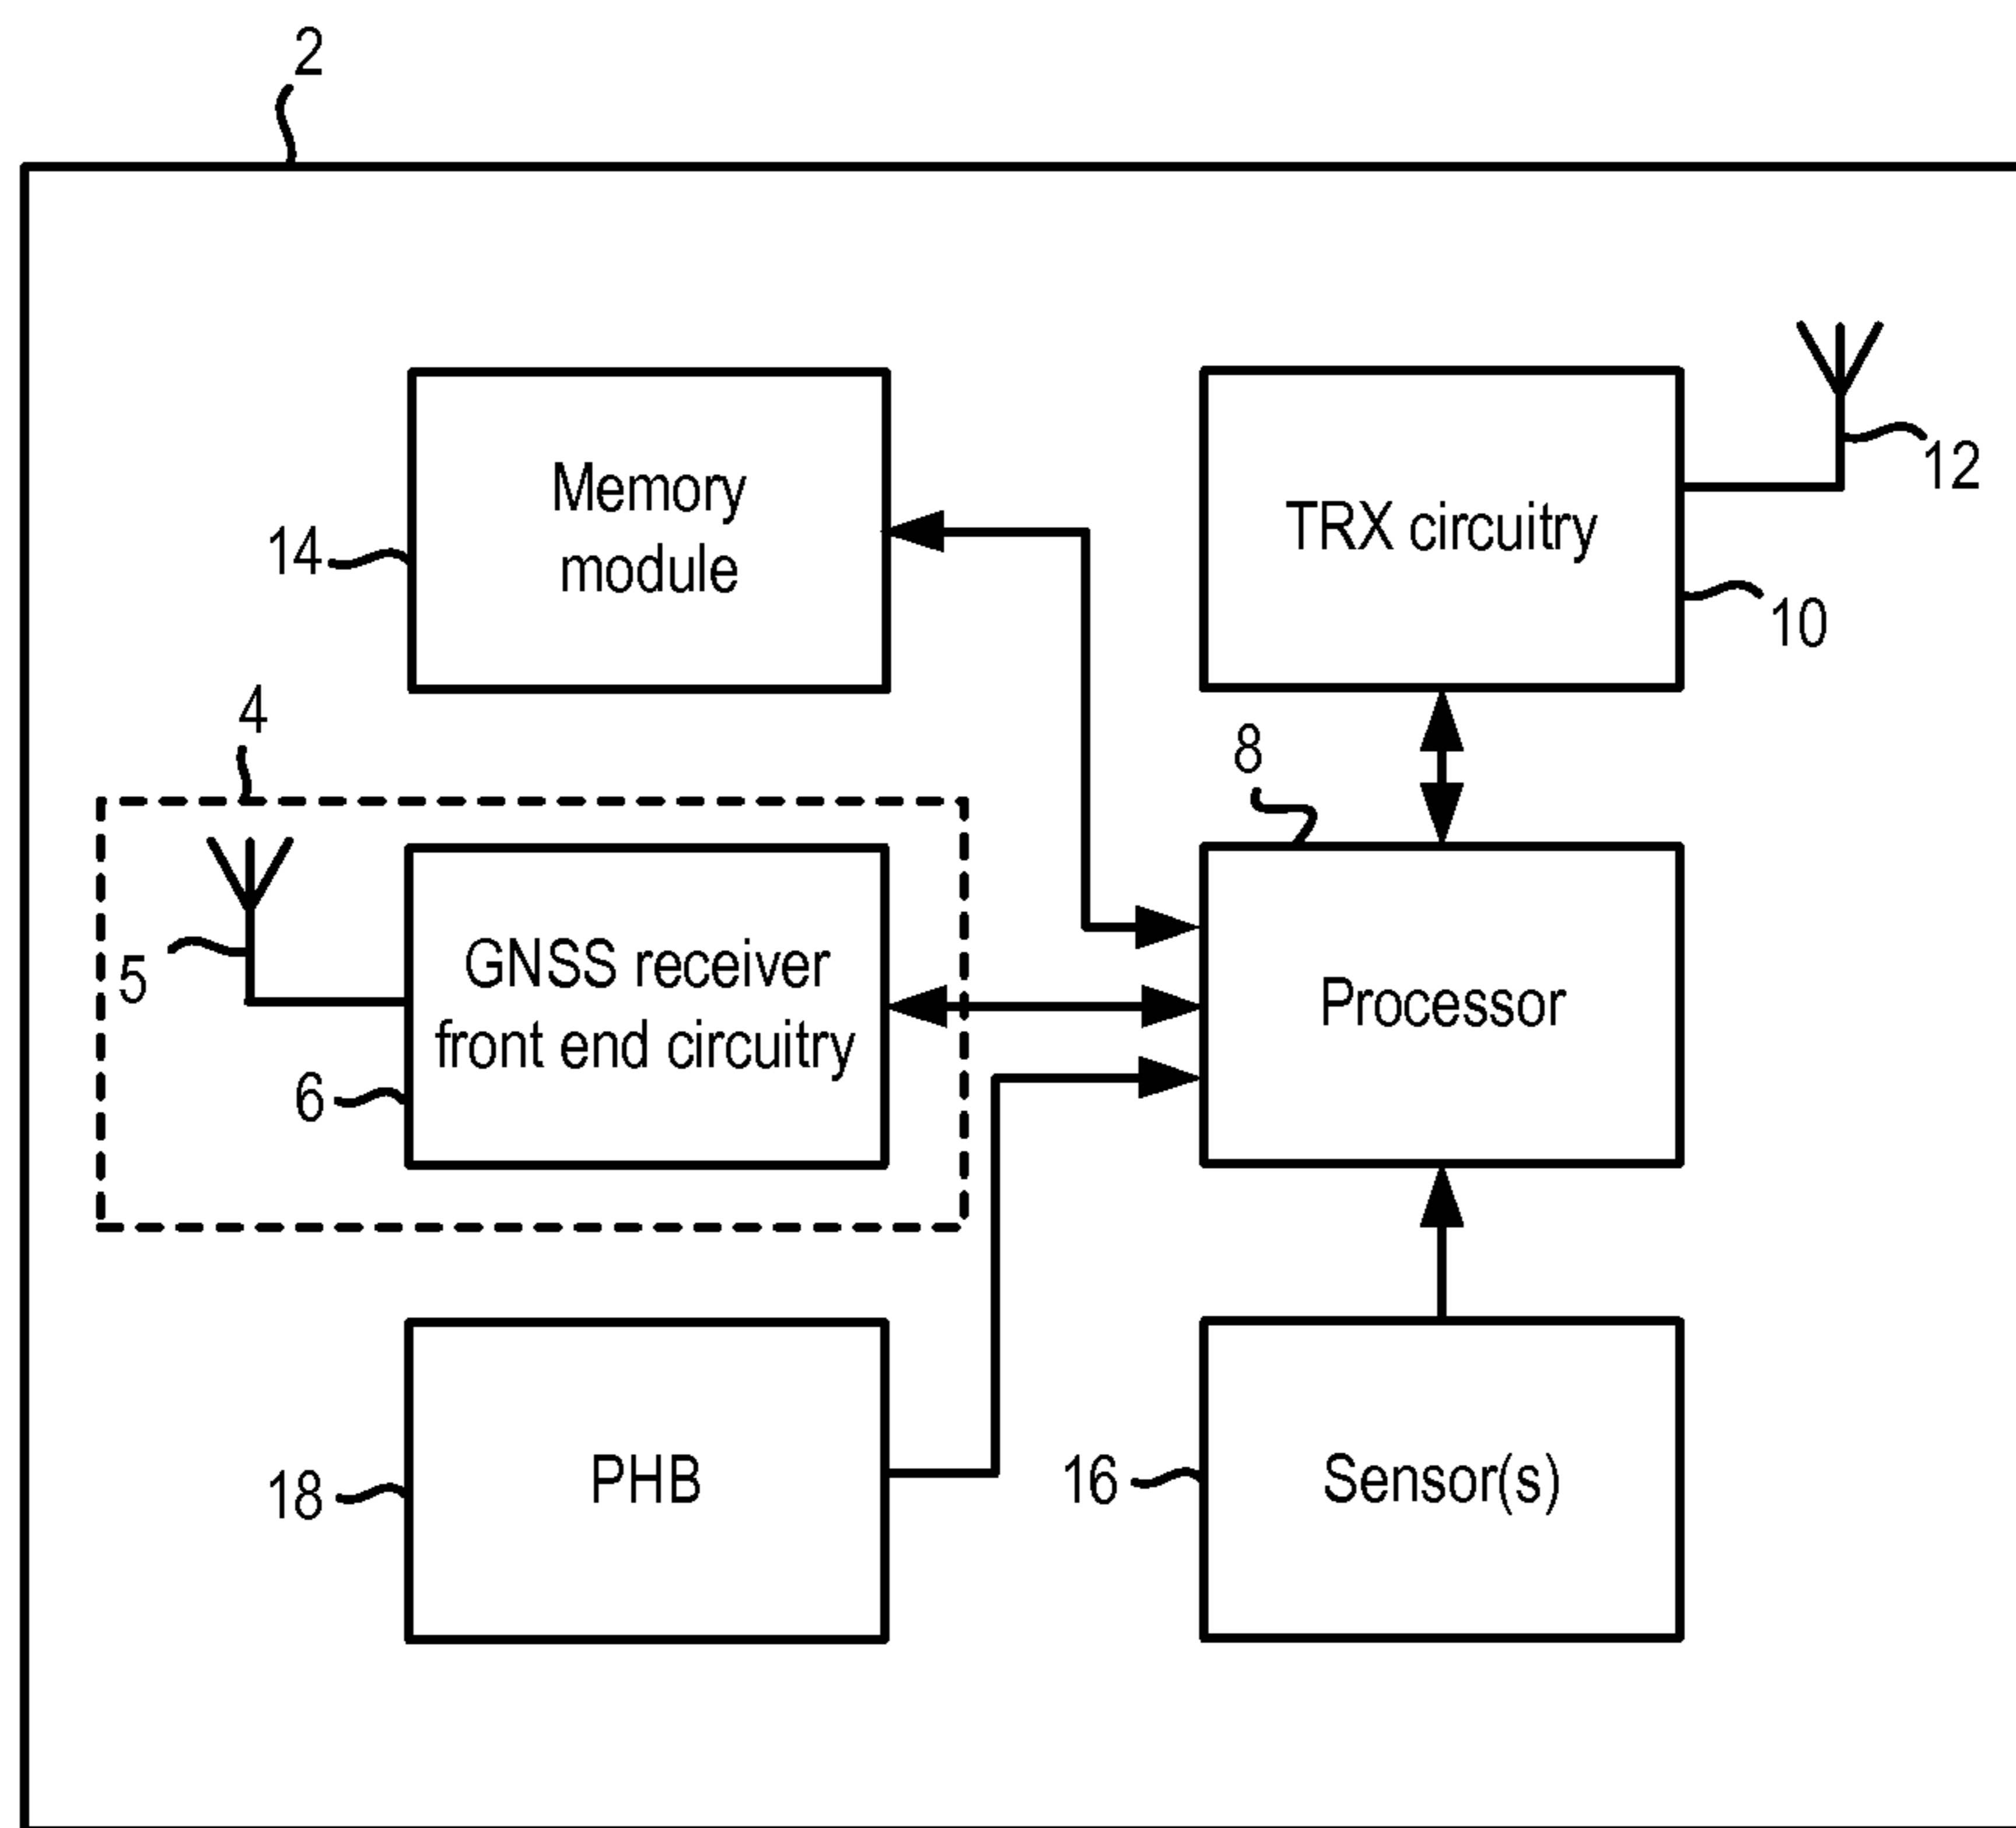 2
Memory
module
14
TRX circuitry
12
10
4
8
5
GNSS receiver
front end circuitry
6
Processor
18
PHB
16
Sensor(s)